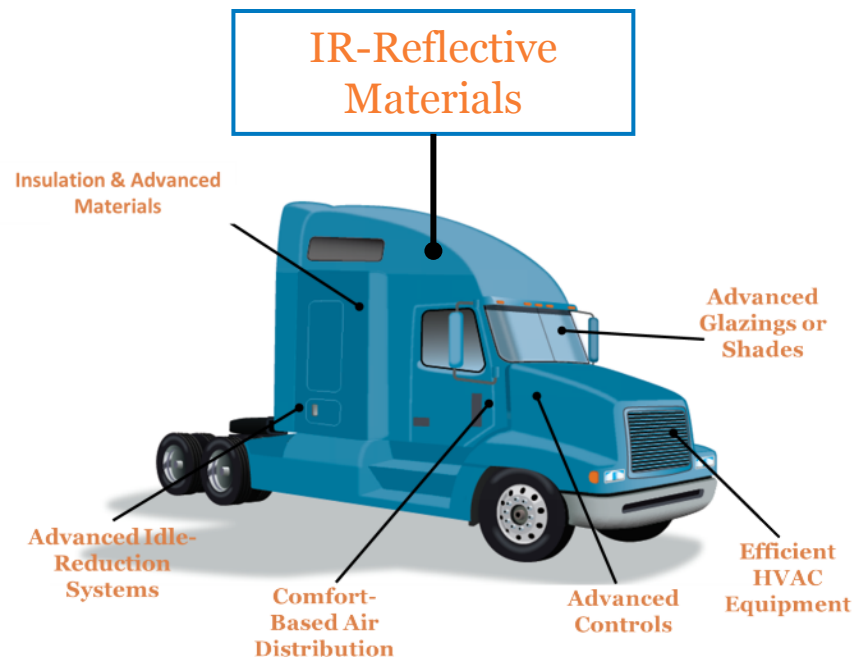 IR-Reflective
Materials
Insulation & Advanced
Materials
Advanced
Glazings or
Shades
Advanced Idle-
Reduction
Systems
Comfort-
Based Air
Distribution
Advanced
Controls
Efficient
HVAC
Equipment